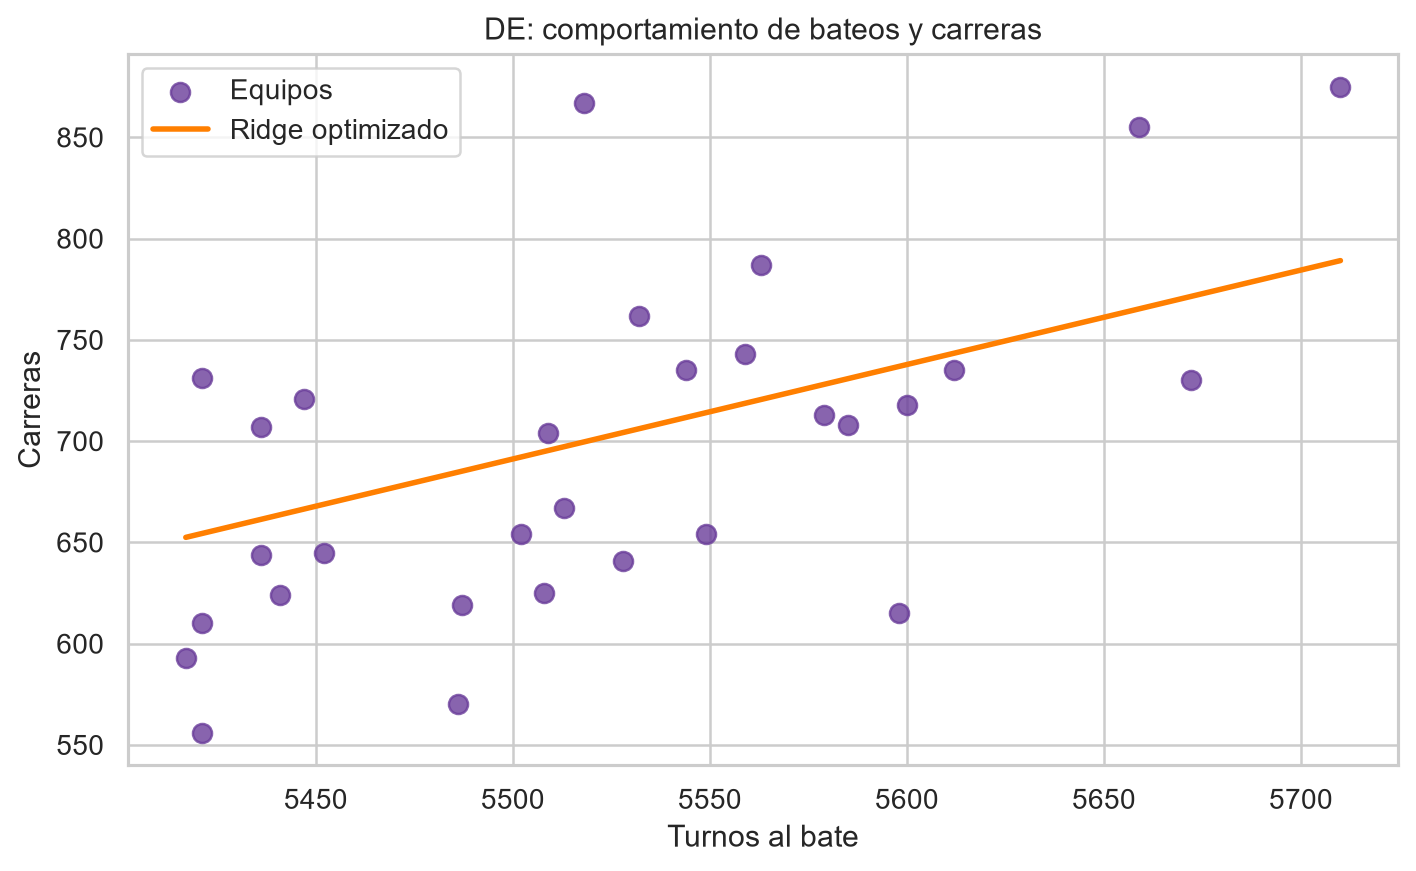 DE: comportamiento de bateos y carreras
Equipos
Ridge optimizado
850
800
750
700
650
600
550
Carreras
5450 5500 5550 5600 5650 5700
Turnos al bate